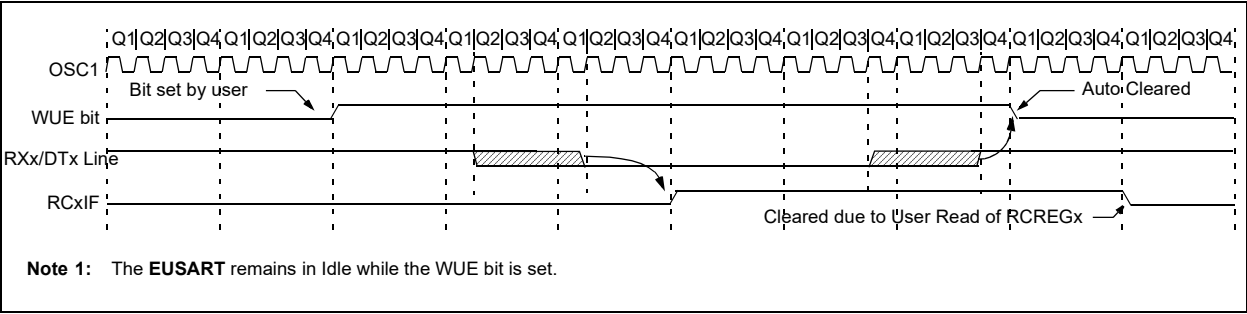 Q1 Q2 Q3 Q4 Q1 Q2 Q3 Q4 Q1 Q2 Q3 Q4 Q1 Q2 Q3 Q4 Q1 Q2 Q3 Q4 Q1 Q2 Q3 Q4 Q1 Q2 Q3 Q4 Q1 Q2 Q3 Q4 Q1 Q2 Q3 Q4 Q1 Q2 Q3 Q4
OSC1
Bit set by user
Auto Cleared
WUE bit
RXx/DTx Line
RCxIF
Cleared due to User Read of RCREGx
Note 1: The EUSART remains in Idle while the WUE bit is set.